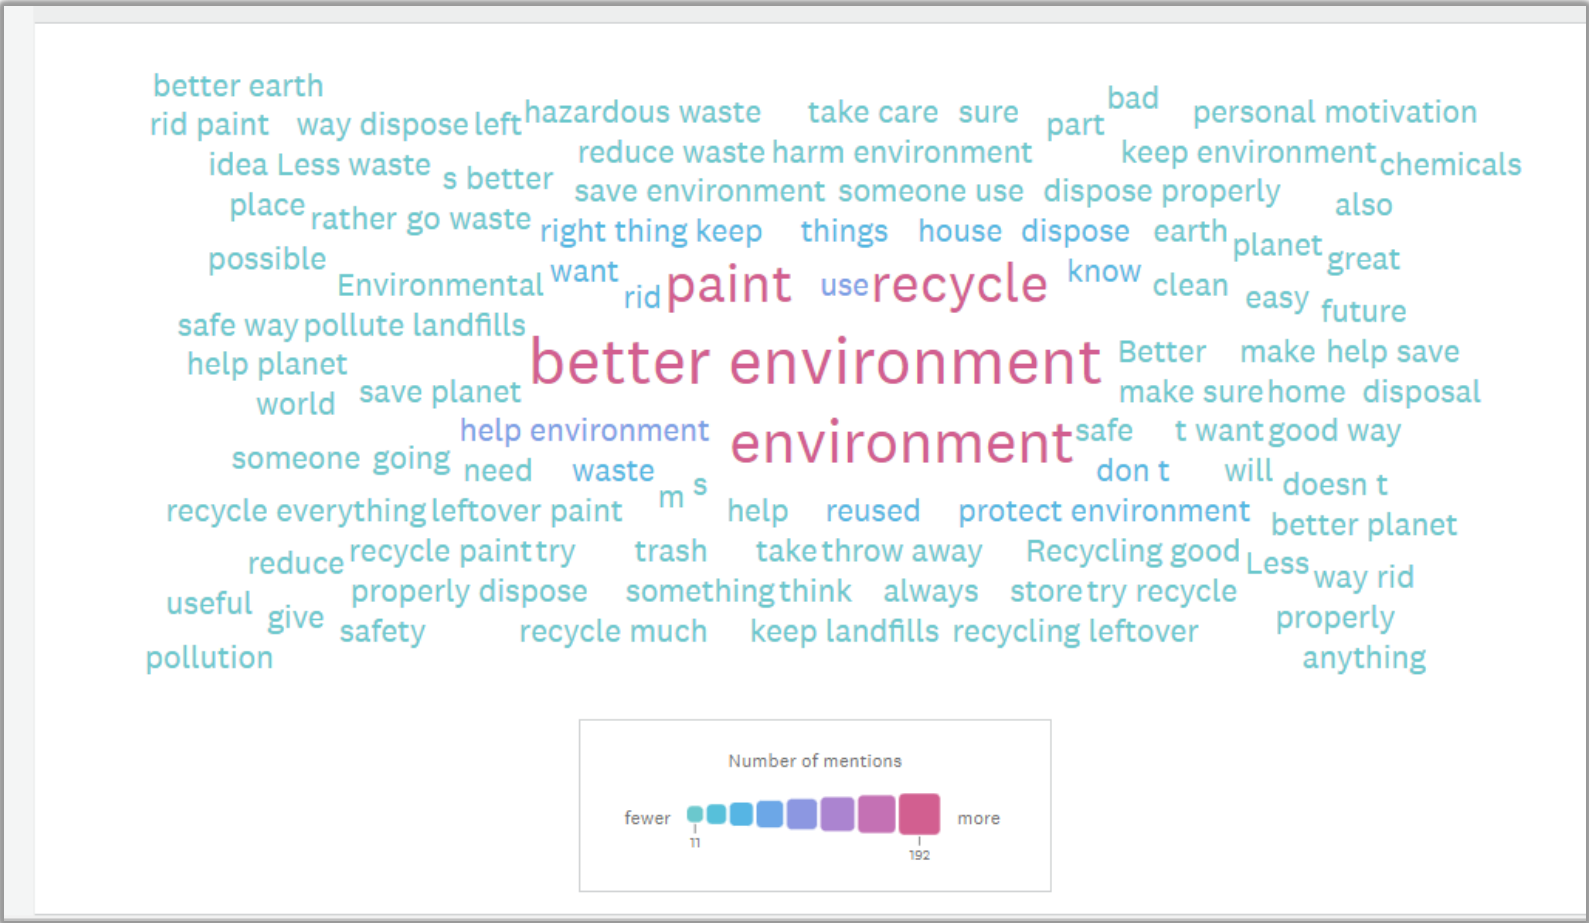 better earth
rid paint way dispose left hazardous waste take care sure part bad personal motivation
idea Less waste s better reduce waste harm environment keep environment chemicals
place rather go waste save environment someone use dispose properly also
possible right thing keep things house dispose earth planet great
Environmental want rid paint use recycle know clean easy future
safe way pollute landfills
help planet better environment Better make help save
world save planet make sure home disposal
help environment environment safe t want good way
someone going need waste m s don t will doesn t
recycle everything leftover paint help reused protect environment better planet
reduce recycle paint try trash take throw away Recycling good Less way rid
useful give properly dispose something think always store try recycle properly
safety recycle much keep landfills recycling leftover
pollution anything
Number of mentions
fewer more
11 192